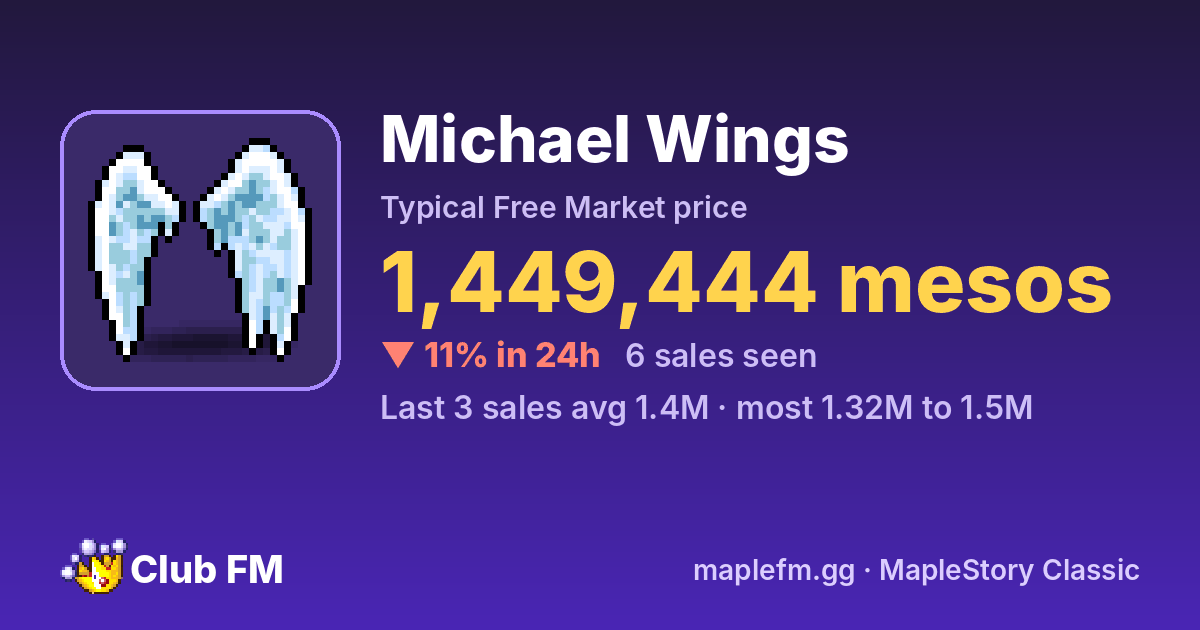 Michael Wings
Typical Free Market price
1,449,444 mesos
▼ 11% in 24h 6 sales seen
Last 3 sales avg 1.4M · most 1.32M to 1.5M
Club FM
maplefm.gg · MapleStory Classic